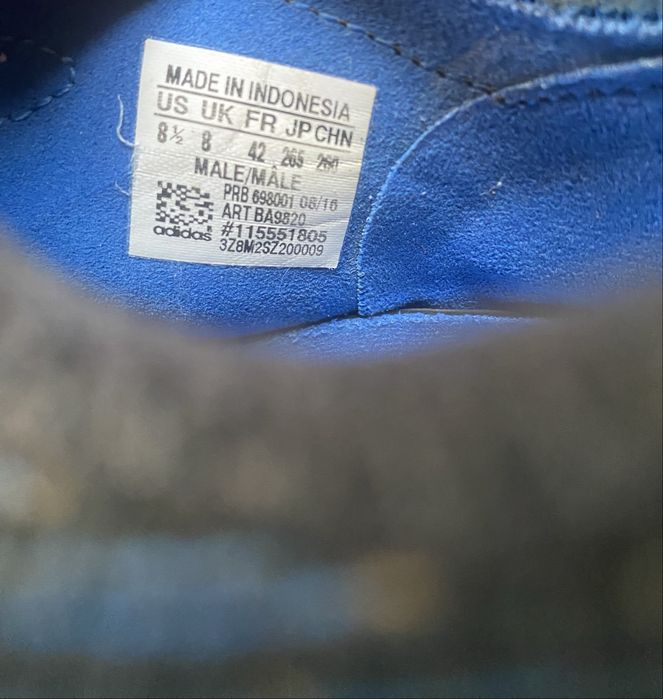 MADE IN INDONESIA
US UK FR JP CHN
8½ 8 42 265 260
MALE/MÂLE
PRB 698001 08/16
ART BA9820
adidas #115551805
3Z8M2SZ200009